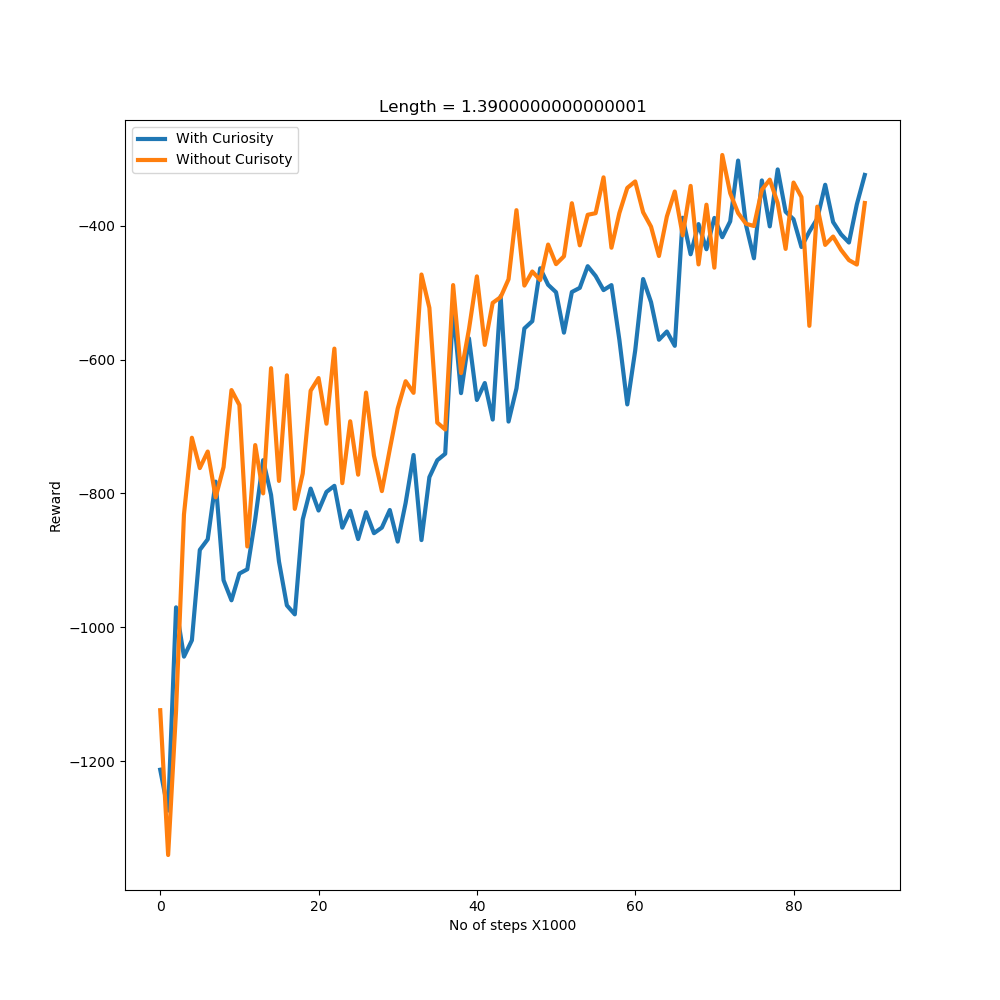 Length = 1.3900000000000001
With Curiosity
Without Curisoty
−400
−600
−800
−1000
−1200
Reward
0 20 40 60 80
No of steps X1000